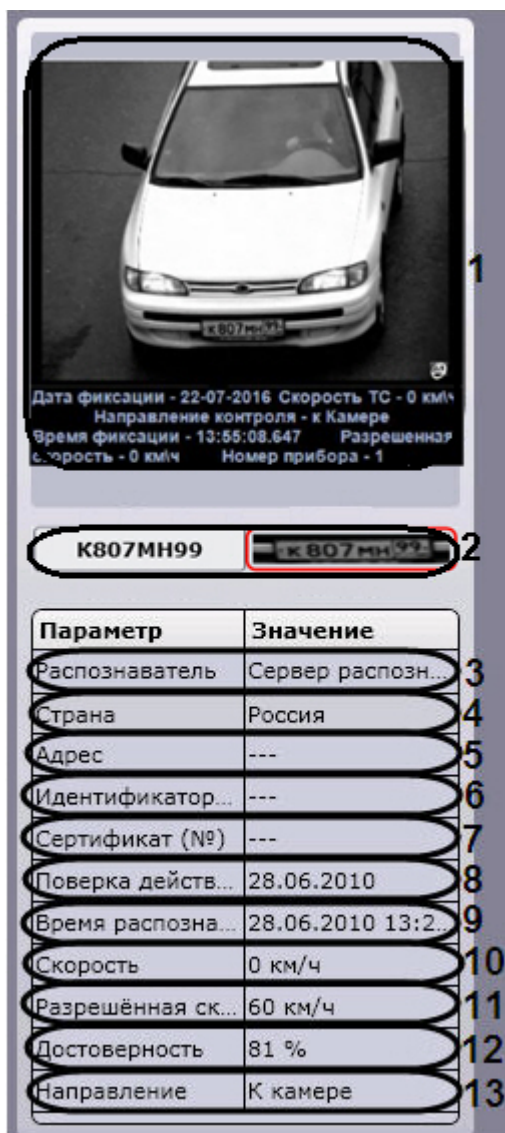 к807мн99
1
Дата фиксации - 22-07-2016 Скорость ТС - 0 км\ч
Направление контроля - к Камере
Время фиксации - 13:55:08.647 Разрешенная
скорость - 0 км\ч Номер прибора - 1
К807МН99 к807мн99 2
Параметр Значение
Распознаватель Сервер распозн... 3
Страна Россия 4
Адрес --- 5
Идентификатор... --- 6
Сертификат (№) --- 7
Поверка действ... 28.06.2010 8
Время распозна... 28.06.2010 13:2... 9
Скорость 0 км/ч 10
Разрешённая ск... 60 км/ч 11
Достоверность 81 % 12
Направление К камере 13